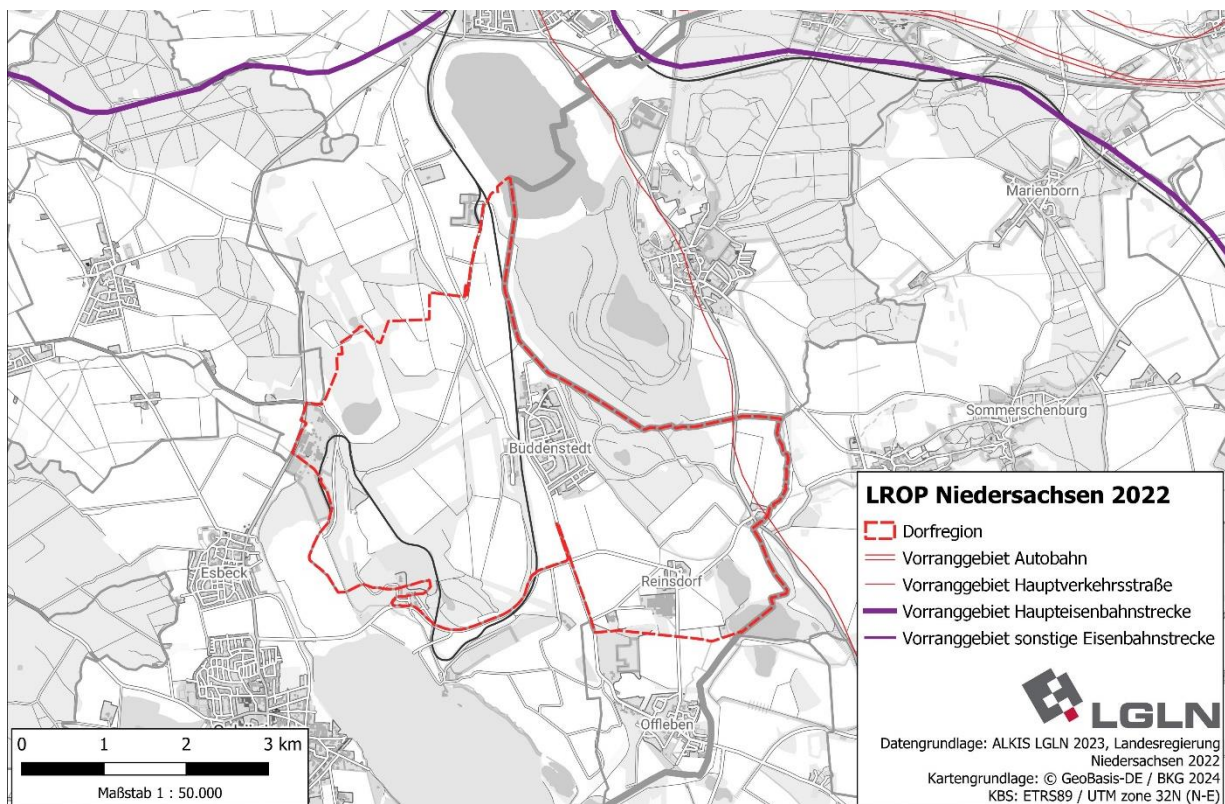 Marienborn
Sommerschenburg
Büddenstedt
Esbeck
Reinsdorf
Offleben
LROP Niedersachsen 2022
Dorfregion
Vorranggebiet Autobahn
Vorranggebiet Hauptverkehrsstraße
Vorranggebiet Haupteisenbahnstrecke
Vorranggebiet sonstige Eisenbahnstrecke
LGLN
Datengrundlage: ALKIS LGLN 2023, Landesregierung
Niedersachsen 2022
Kartengrundlage: © GeoBasis-DE / BKG 2024
KBS: ETRS89 / UTM zone 32N (N-E)
0 1 2 3 km
Maßstab 1 : 50.000